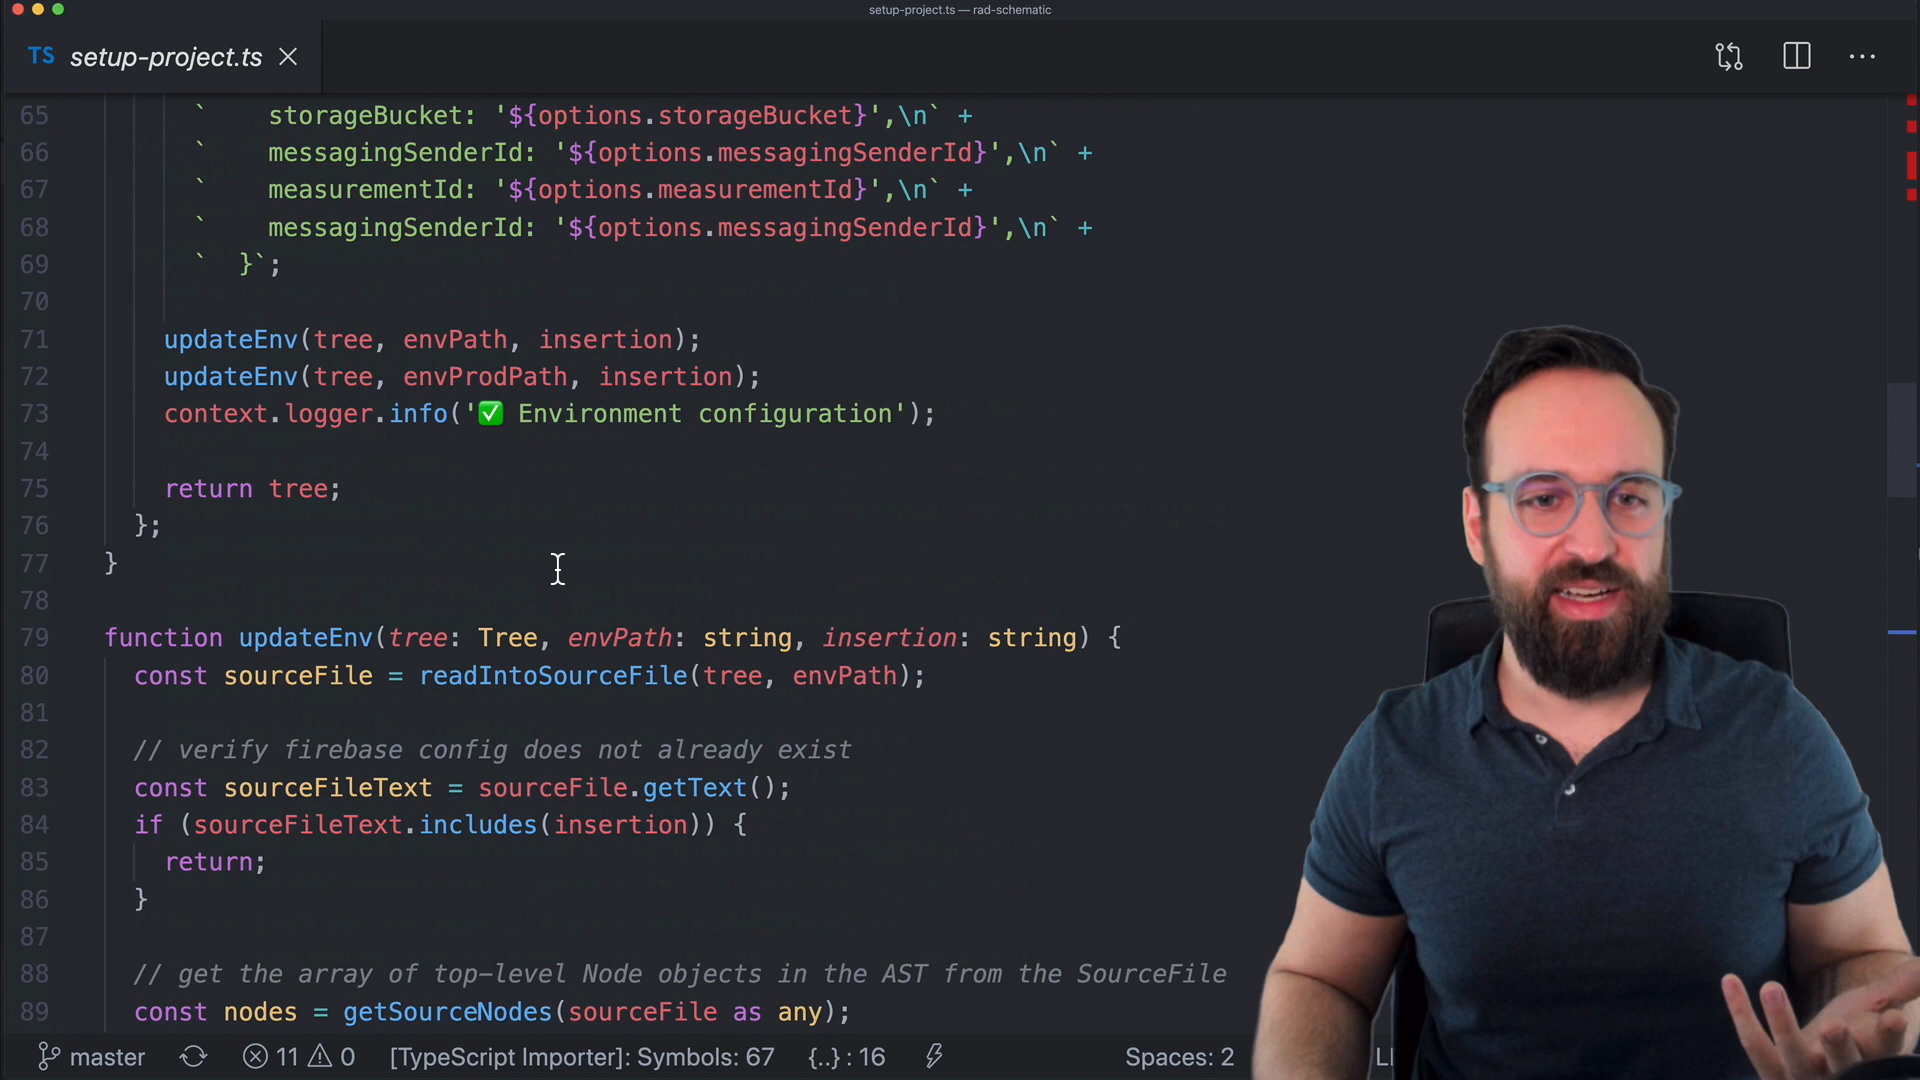 setup-project.ts — rad-schematic
TS setup-project.ts
65 ` storageBucket: '${options.storageBucket}',\n` +
66 ` messagingSenderId: '${options.messagingSenderId}',\n` +
67 ` measurementId: '${options.measurementId}',\n` +
68 ` messagingSenderId: '${options.messagingSenderId}',\n` +
69 ` }`;
70
71 updateEnv(tree, envPath, insertion);
72 updateEnv(tree, envProdPath, insertion);
73 context.logger.info('✅ Environment configuration');
74
75 return tree;
76 };
77 }
78
79 function updateEnv(tree: Tree, envPath: string, insertion: string) {
80 const sourceFile = readIntoSourceFile(tree, envPath);
81
82 // verify firebase config does not already exist
83 const sourceFileText = sourceFile.getText();
84 if (sourceFileText.includes(insertion)) {
85 return;
86 }
87
88 // get the array of top-level Node objects in the AST from the SourceFile
89 const nodes = getSourceNodes(sourceFile as any);
master 11 0 [TypeScript Importer]: Symbols: 67 {..} : 16 Spaces: 2